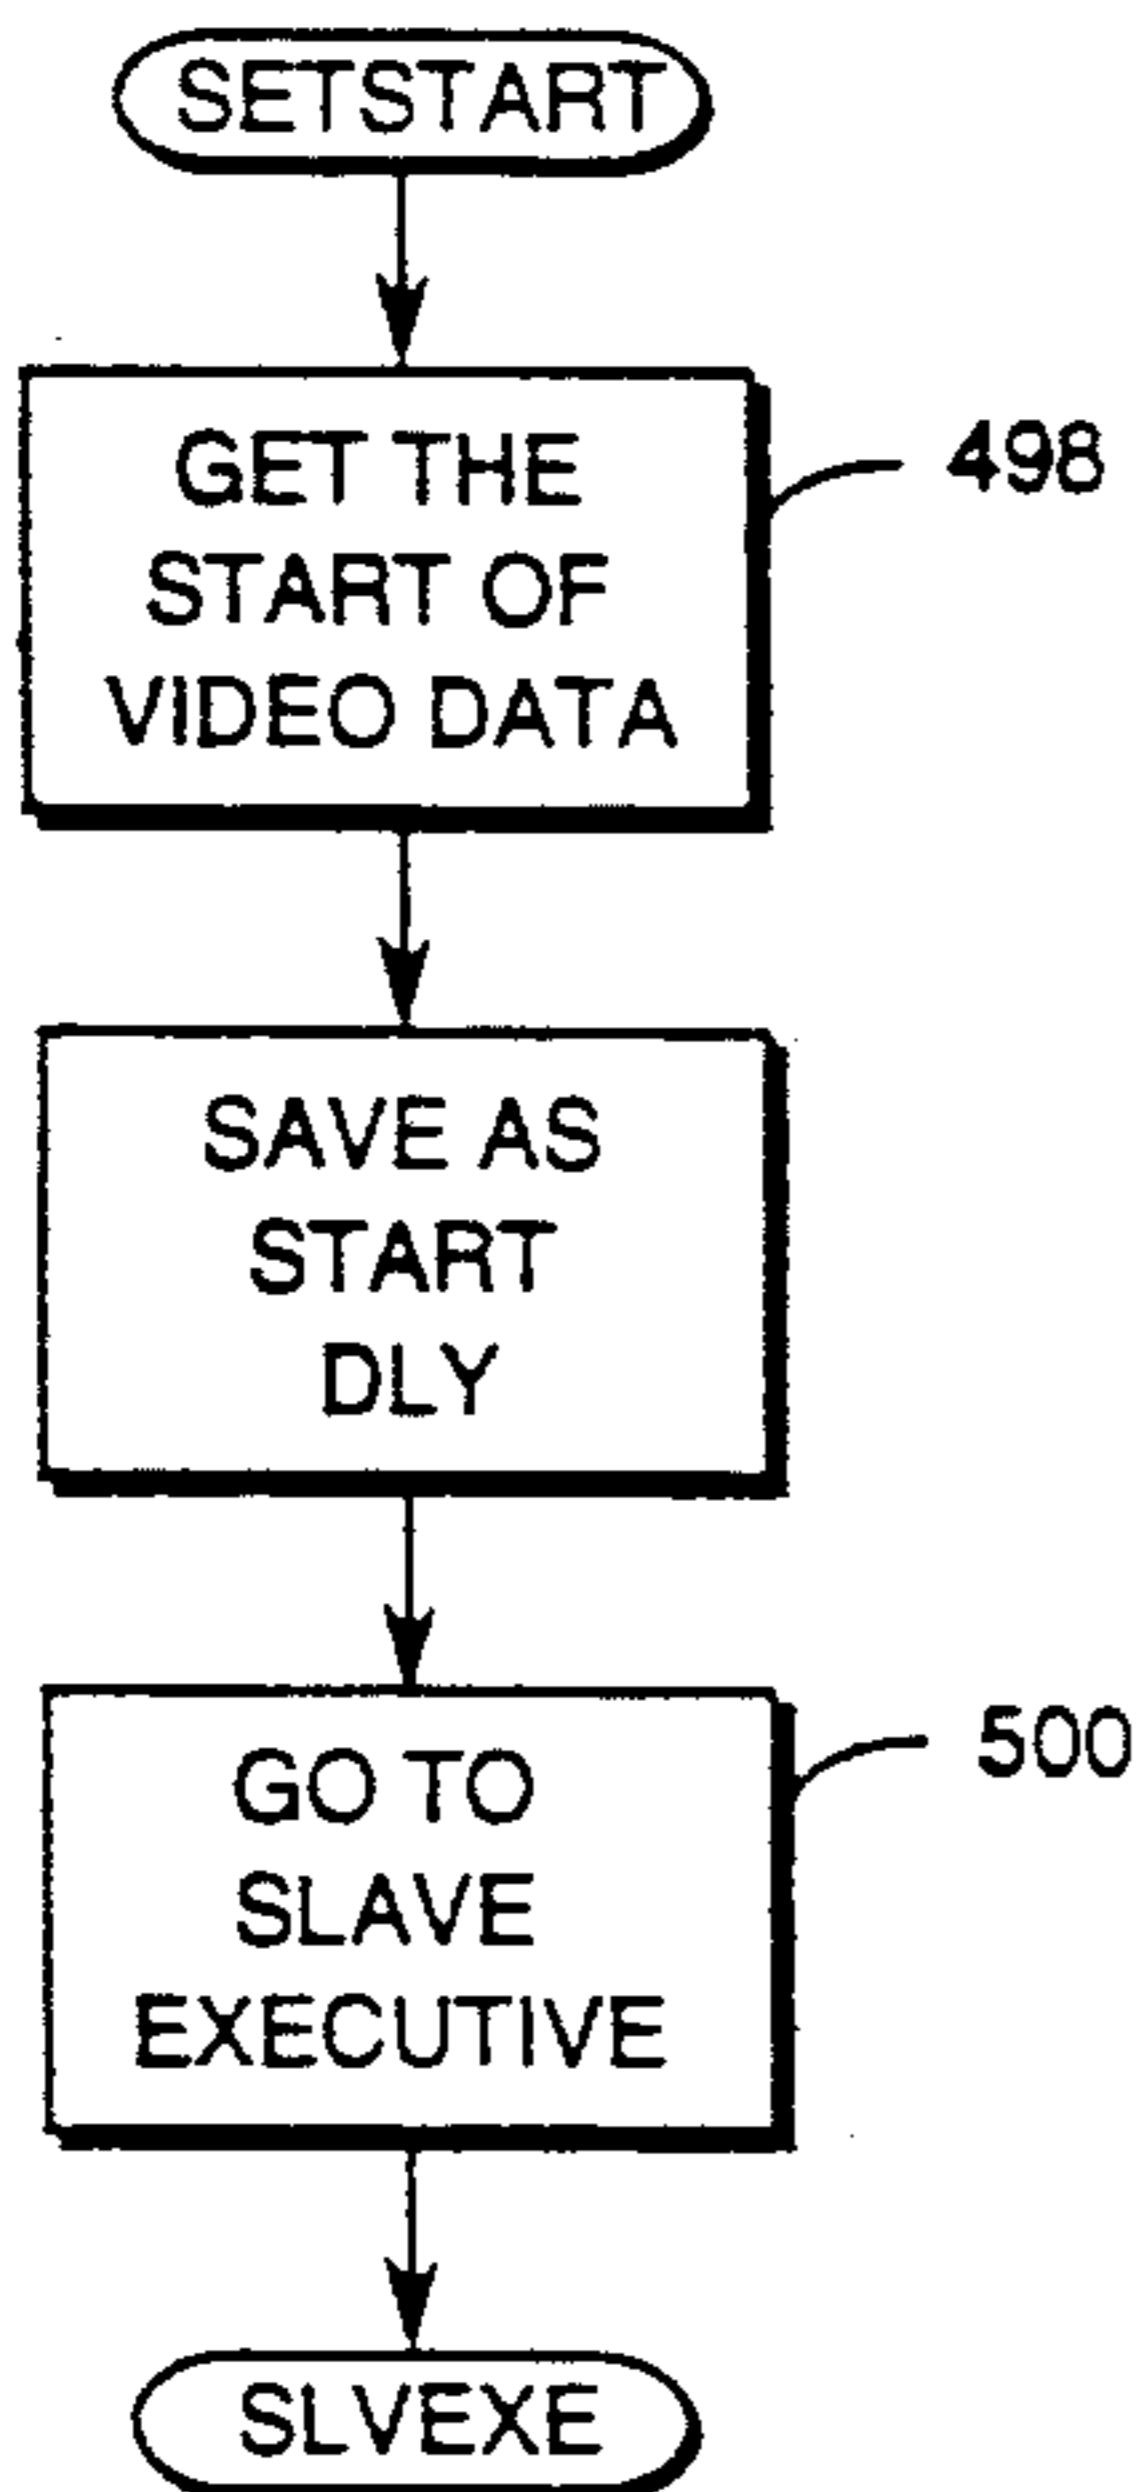 SETSTART
GET THE
START OF
VIDEO DATA
498
SAVE AS
START
DLY
GO TO
SLAVE
EXECUTIVE
500
SLVEXE